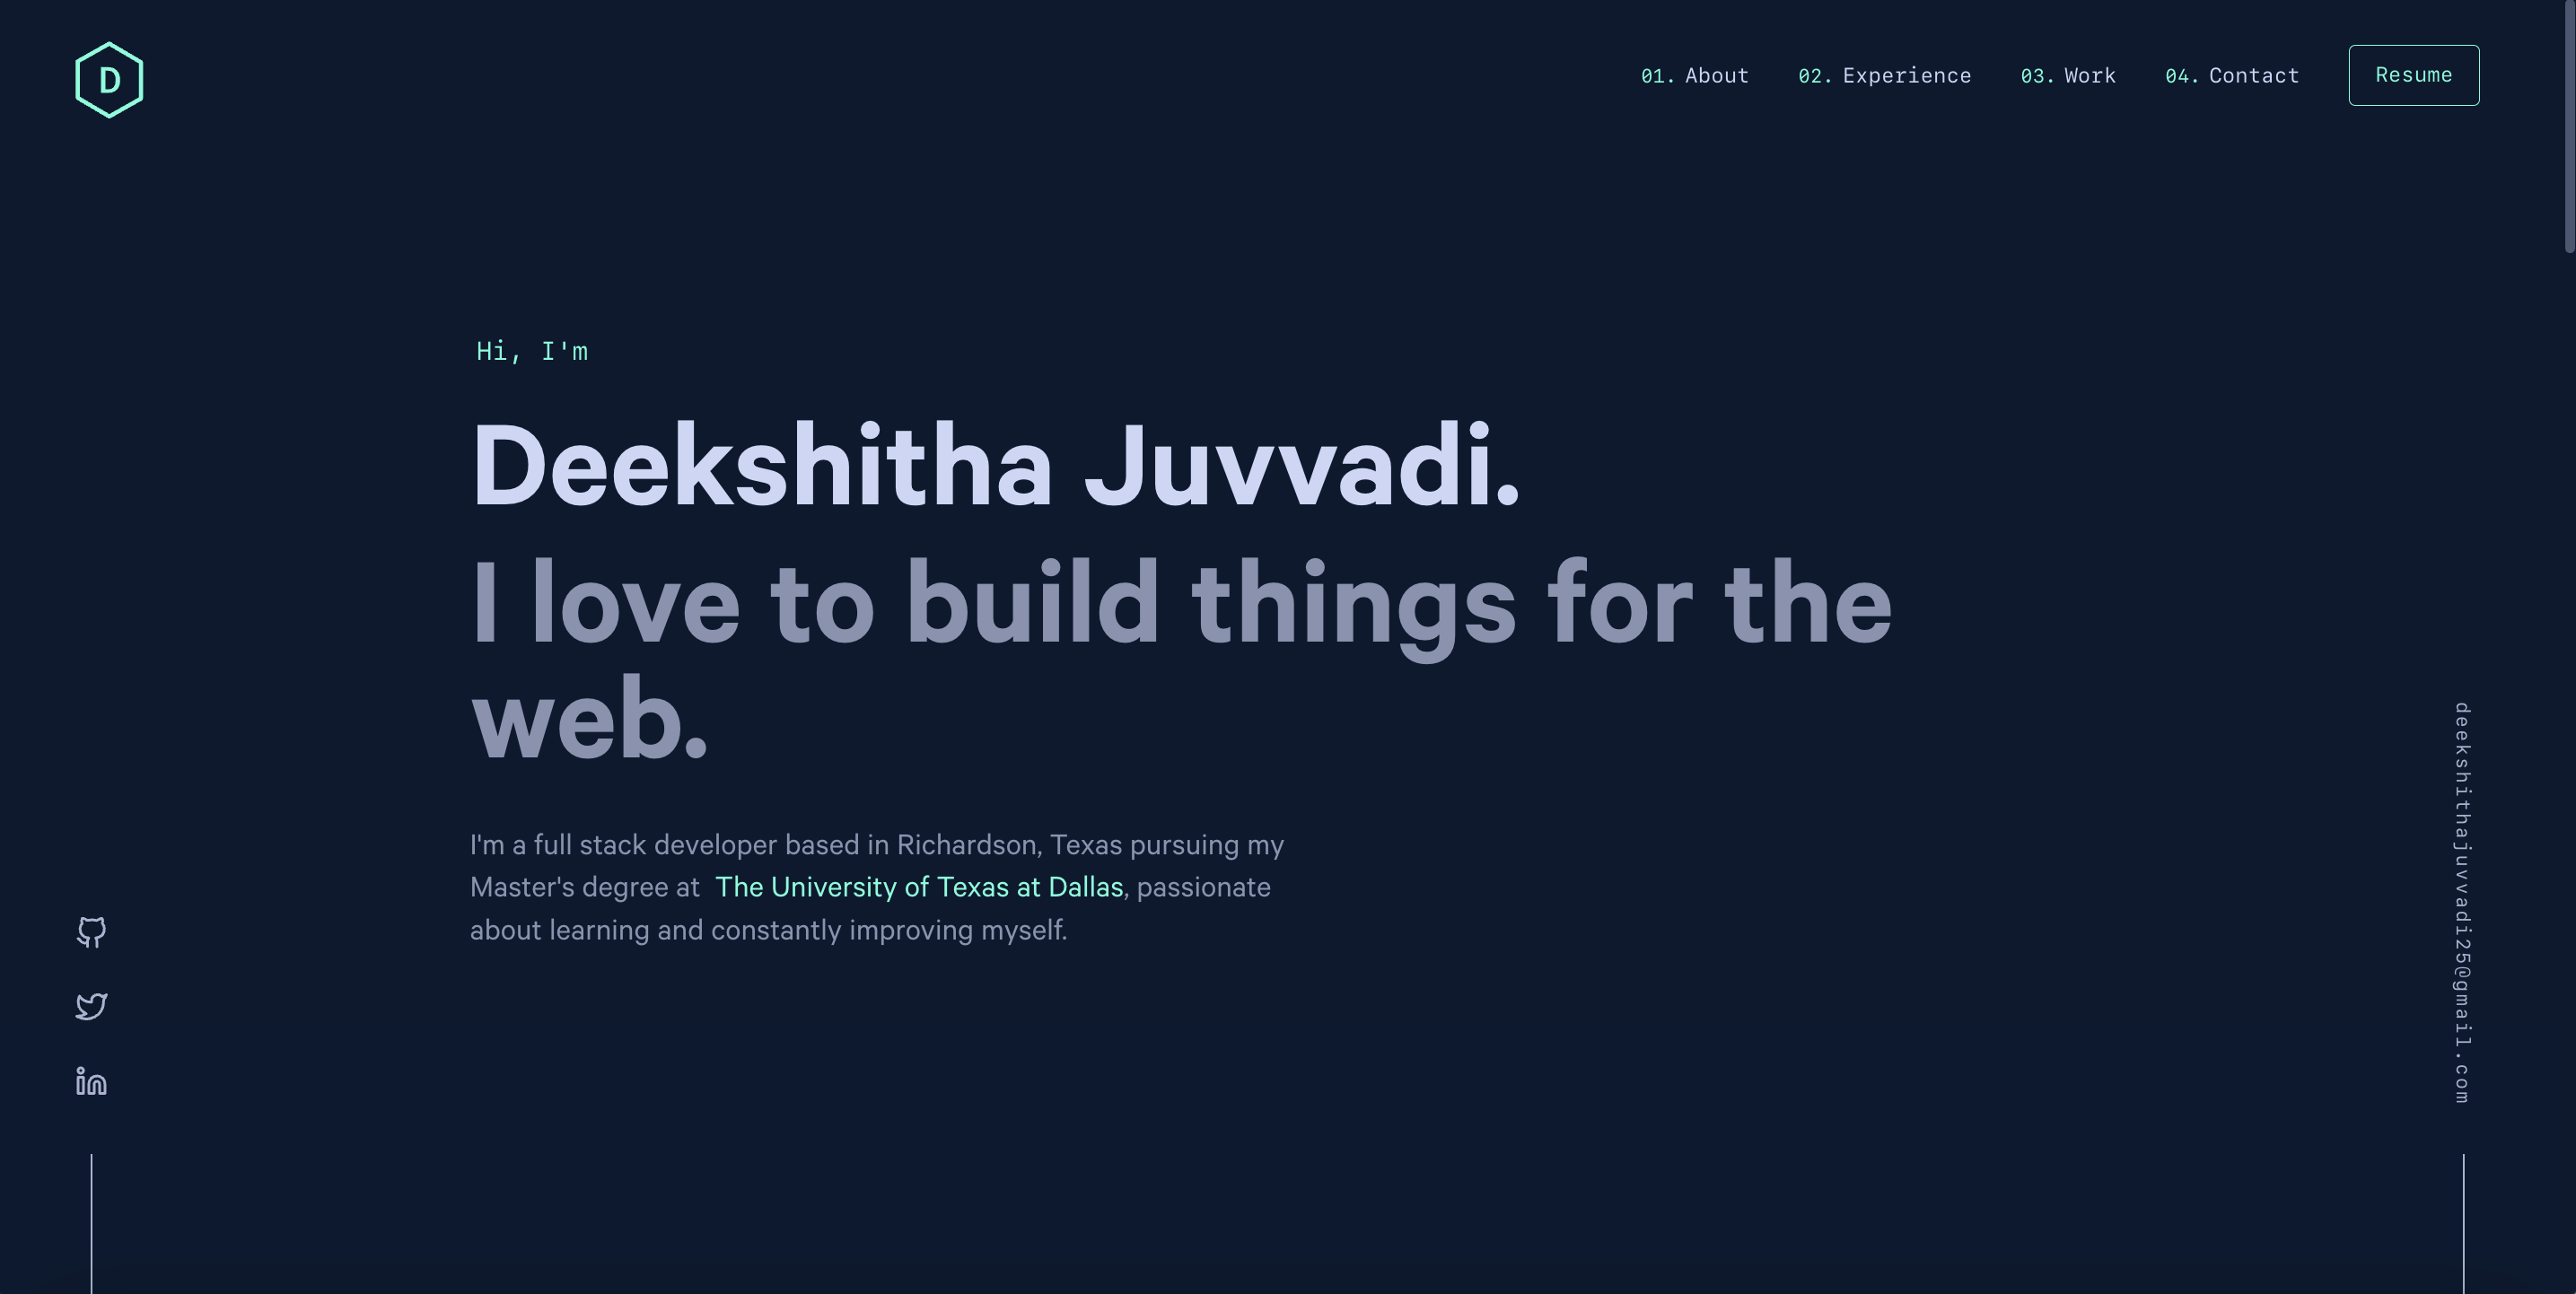 D
01. About 02. Experience 03. Work 04. Contact Resume
Hi, I'm
Deekshitha Juvvadi.
I love to build things for the
web.
I'm a full stack developer based in Richardson, Texas pursuing my
Master's degree at The University of Texas at Dallas, passionate
about learning and constantly improving myself.
in
deekshithajuvvadi25@gmail.com